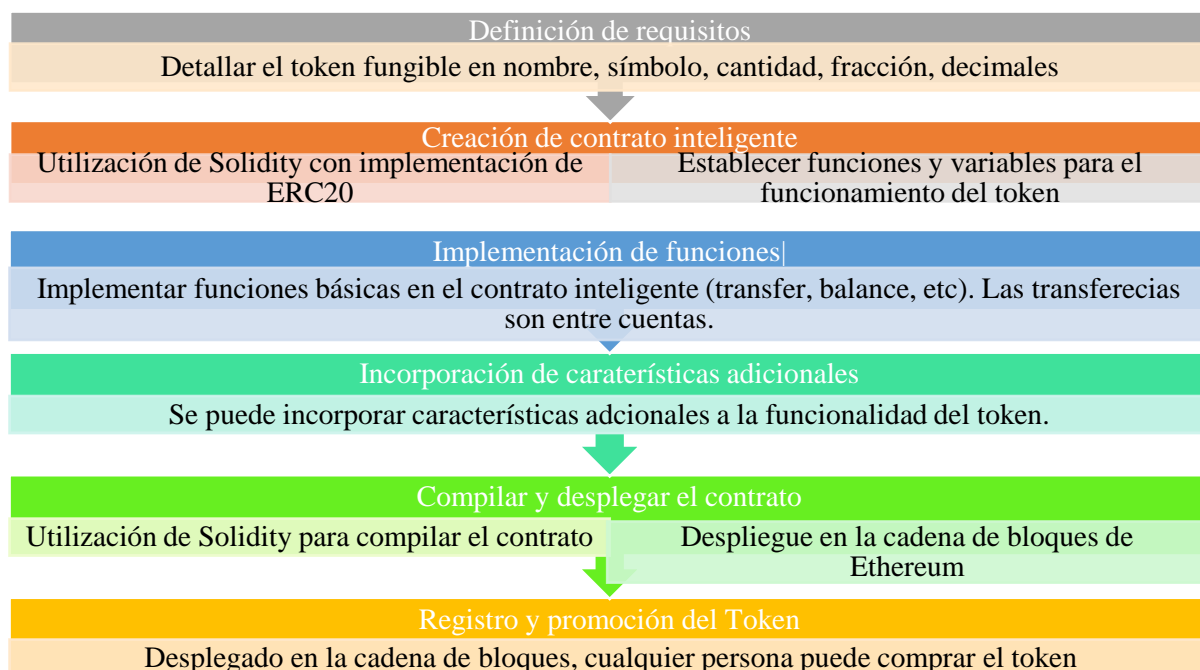 Definición de requisitos
Detallar el token fungible en nombre, símbolo, cantidad, fracción, decimales
Creación de contrato inteligente
Utilización de Solidity con implementación de
ERC20
Establecer funciones y variables para el
funcionamiento del token
Implementación de funciones|
Implementar funciones básicas en el contrato inteligente (transfer, balance, etc). Las transferecias
son entre cuentas.
Incorporación de caraterísticas adicionales
Se puede incorporar características adcionales a la funcionalidad del token.
Compilar y desplegar el contrato
Utilización de Solidity para compilar el contrato
Despliegue en la cadena de bloques de
Ethereum
Registro y promoción del Token
Desplegado en la cadena de bloques, cualquier persona puede comprar el token